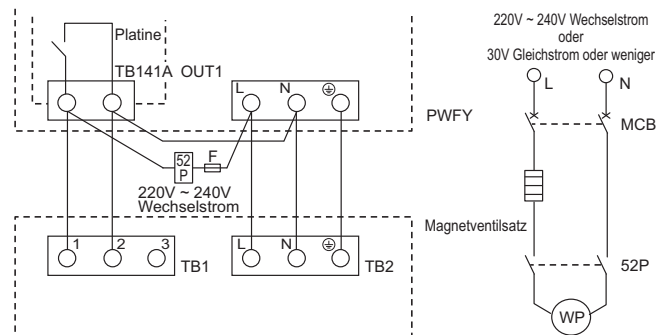 Platine
TB141A OUT1
L N
PWFY
52
P
F
220V ~ 240V
Wechselstrom
1 2 3
TB1
L N
TB2
220V ~ 240V Wechselstrom
oder
30V Gleichstrom oder weniger
L N
MCB
Magnetventilsatz
52P
WP